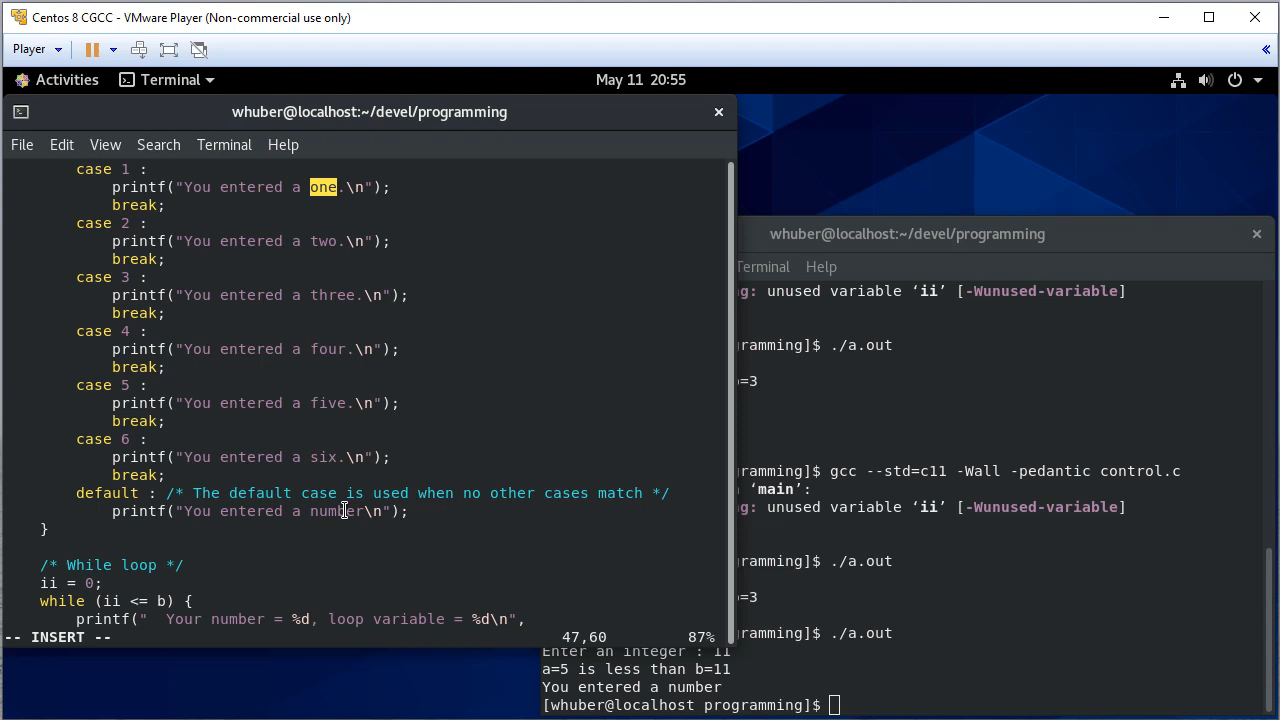 Centos 8 CGCC - VMware Player (Non-commercial use only)
Player
Activities
Terminal
May 11 20:55
whuber@localhost:~/devel/programming
File Edit View Search Terminal Help
case 1 :
printf("You entered a one.\n");
break;
case 2 :
printf("You entered a two.\n");
break;
case 3 :
printf("You entered a three.\n");
break;
case 4 :
printf("You entered a four.\n");
break;
case 5 :
printf("You entered a five.\n");
break;
case 6 :
printf("You entered a six.\n");
break;
default : /* The default case is used when no other cases match */
printf("You entered a number\n");
}
/* While loop */
ii = 0;
while (ii <= b) {
printf("  Your number = %d, loop variable = %d\n",
-- INSERT -- 47,60 87%
whuber@localhost:~/devel/programming
Terminal Help
g: unused variable ‘ii’ [-Wunused-variable]
gramming]$ ./a.out
=3
gramming]$ gcc --std=c11 -Wall -pedantic control.c
‘main’:
g: unused variable ‘ii’ [-Wunused-variable]
gramming]$ ./a.out
=3
gramming]$ ./a.out
Enter an integer : 11
a=5 is less than b=11
You entered a number
[whuber@localhost programming]$